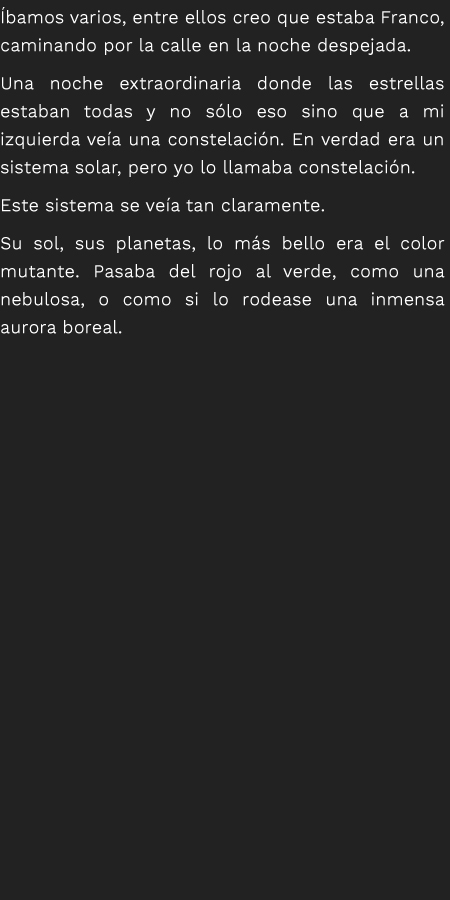 Íbamos varios, entre ellos creo que estaba Franco,
caminando por la calle en la noche despejada.
Una noche extraordinaria donde las estrellas
estaban todas y no sólo eso sino que a mi
izquierda veía una constelación. En verdad era un
sistema solar, pero yo lo llamaba constelación.
Este sistema se veía tan claramente.
Su sol, sus planetas, lo más bello era el color
mutante. Pasaba del rojo al verde, como una
nebulosa, o como si lo rodease una inmensa
aurora boreal.